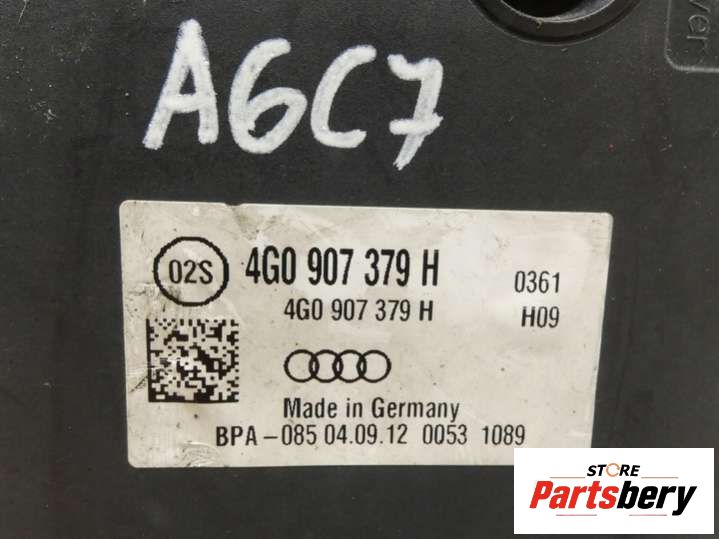 A6C7
02S
4G0 907 379 H
0361
4G0 907 379 H
H09
Made in Germany
BPA-085 04.09.12 0053 1089
STORE
Partsbery